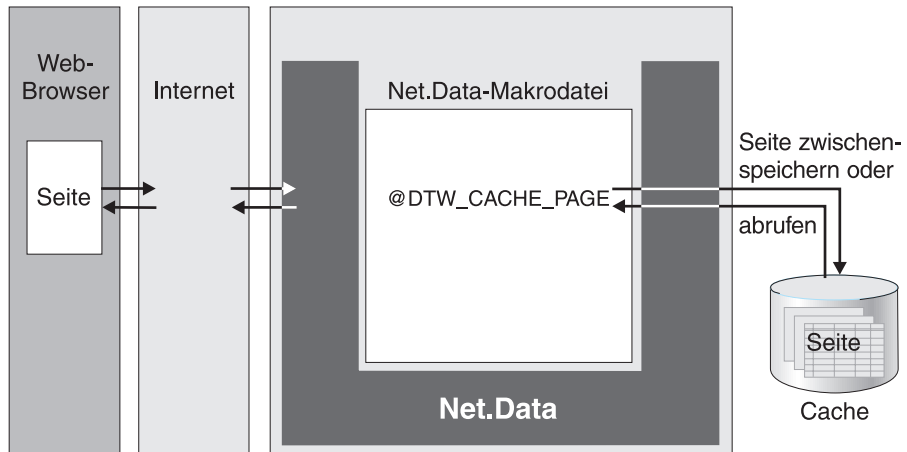 Web-
Browser
Seite
Internet
Net.Data-Makrodatei
@DTW_CACHE_PAGE
Net.Data
Seite zwischen-
speichern oder
abrufen
Seite
Cache